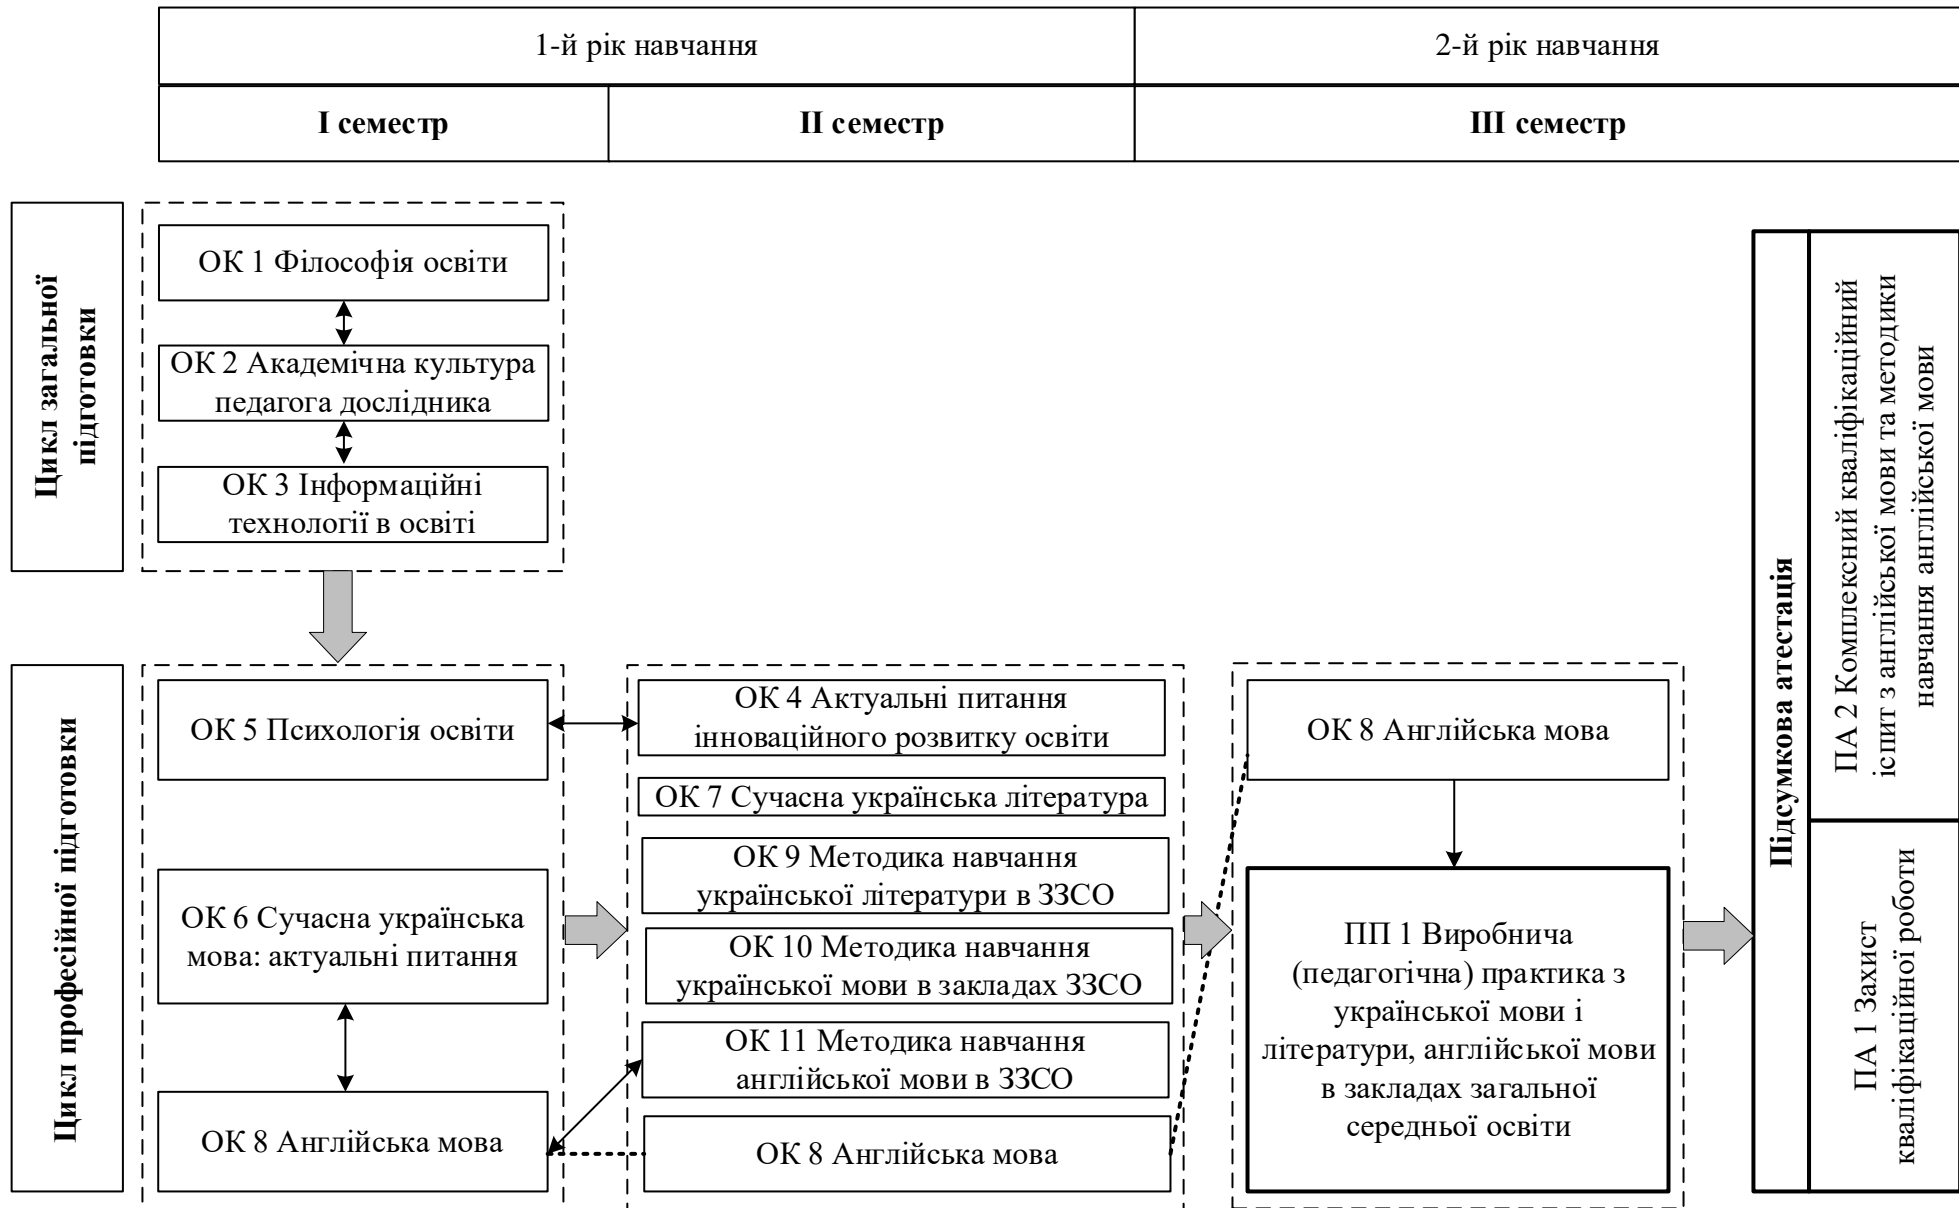 1-й рік навчання
2-й рік навчання
І семестр
ІІ семестр
ІІІ семестр
Цикл загальної
підготовки
ОК 1 Філософія освіти
ОК 2 Академічна культура
педагога дослідника
ОК 3 Інформаційні
технології в освіті
Цикл професійної підготовки
ОК 5 Психологія освіти
ОК 6 Сучасна українська
мова: актуальні питання
ОК 8 Англійська мова
ОК 4 Актуальні питання
інноваційного розвитку освіти
ОК 7 Сучасна українська література
ОК 9 Методика навчання
української літератури в ЗЗСО
ОК 10 Методика навчання
української мови в закладах ЗЗСО
ОК 11 Методика навчання
англійської мови в ЗЗСО
ОК 8 Англійська мова
ОК 8 Англійська мова
ПП 1 Виробнича
(педагогічна) практика з
української мови і
літератури, англійської мови
в закладах загальної
середньої освіти
Підсумкова атестація
ПА 2 Комплексний кваліфікаційний
іспит з англійської мови та методики
навчання англійської мови
ПА 1 Захист
кваліфікаційної роботи